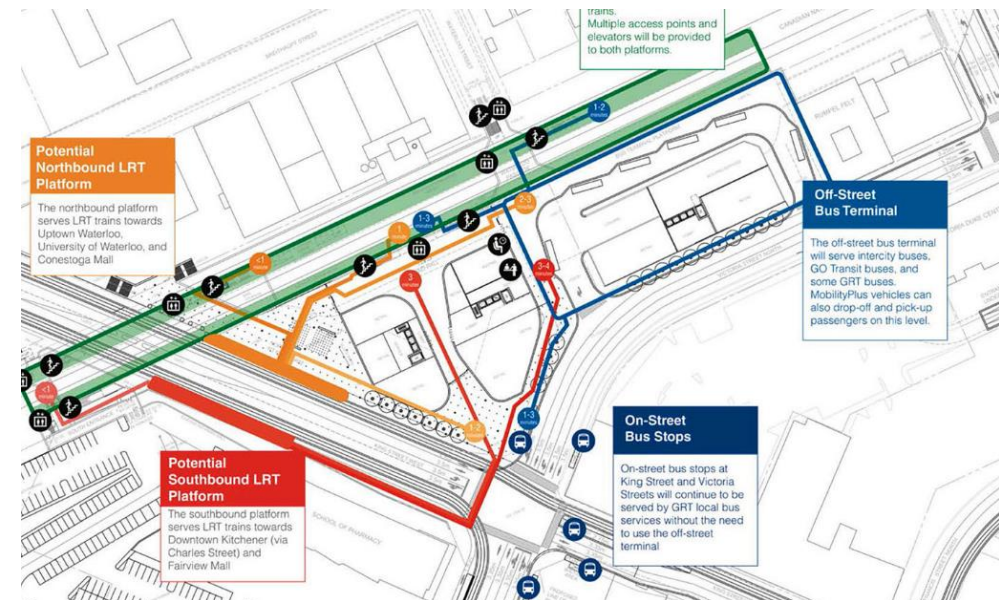 trains.
Multiple access points and
elevators will be provided
to both platforms.
BREITHAUPT STREET
1-2
minutes
RUMPEL FELT
Potential
Northbound LRT
Platform
The northbound platform
serves LRT trains towards
Uptown Waterloo,
University of Waterloo, and
Conestoga Mall
Off-Street
Bus Terminal
The off-street bus terminal
will serve intercity buses,
GO Transit buses, and
some GRT buses.
MobilityPlus vehicles can
also drop-off and pick-up
passengers on this level.
2-3
minutes
1-3
minutes
1
minute
<1
minute
3
minutes
3-4
minutes
<1
minute
1-3
minutes
1-2
minutes
On-Street
Bus Stops
On-street bus stops at
King Street and Victoria
Streets will continue to be
served by GRT local bus
services without the need
to use the off-street
terminal
Potential
Southbound LRT
Platform
The southbound platform
serves LRT trains towards
Downtown Kitchener (via
Charles Street) and
Fairview Mall
SCHOOL OF PHARMACY